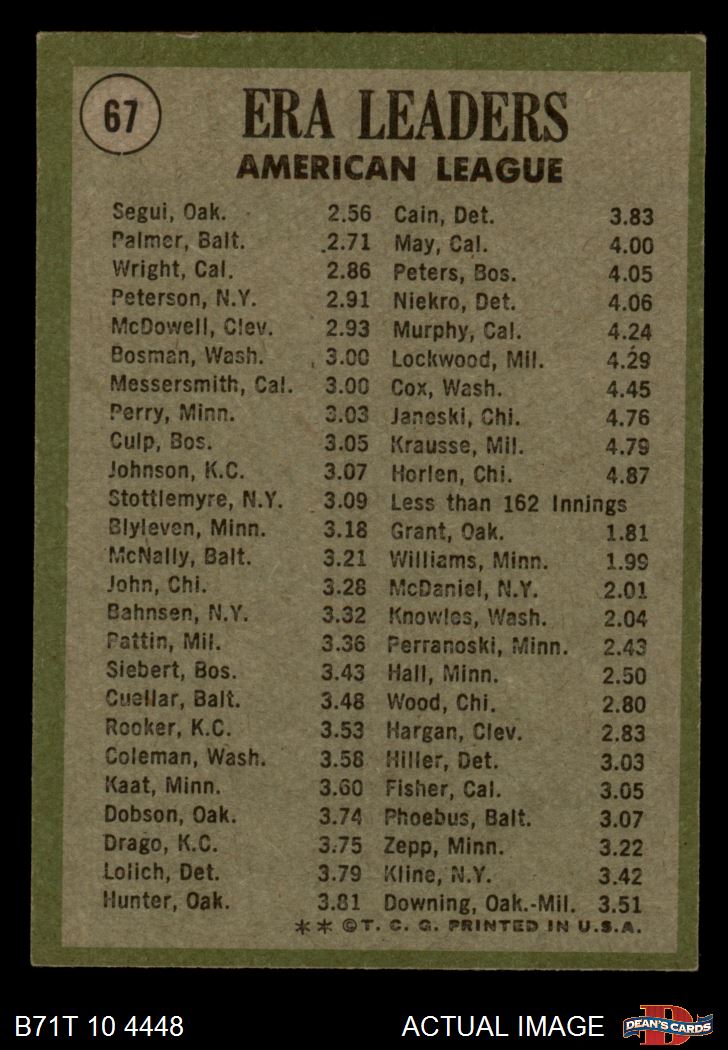 67
ERA LEADERS
AMERICAN LEAGUE
Segui, Oak. 2.56
Palmer, Balt. 2.71
Wright, Cal. 2.86
Peterson, N.Y. 2.91
McDowell, Clev. 2.93
Bosman, Wash. 3.00
Messersmith, Cal. 3.00
Perry, Minn. 3.03
Culp, Bos. 3.05
Johnson, K.C. 3.07
Stottlemyre, N.Y. 3.09
Blyleven, Minn. 3.18
McNally, Balt. 3.21
John, Chi. 3.28
Bahnsen, N.Y. 3.32
Pattin, Mil. 3.36
Siebert, Bos. 3.43
Cuellar, Balt. 3.48
Rooker, K.C. 3.53
Coleman, Wash. 3.58
Kaat, Minn. 3.60
Dobson, Oak. 3.74
Drago, K.C. 3.75
Lolich, Det. 3.79
Hunter, Oak. 3.81
Cain, Det. 3.83
May, Cal. 4.00
Peters, Bos. 4.05
Niekro, Det. 4.06
Murphy, Cal. 4.24
Lockwood, Mil. 4.29
Cox, Wash. 4.45
Janeski, Chi. 4.76
Krausse, Mil. 4.79
Horlen, Chi. 4.87
Less than 162 Innings
Grant, Oak. 1.81
Williams, Minn. 1.99
McDaniel, N.Y. 2.01
Knowles, Wash. 2.04
Perranoski, Minn. 2.43
Hall, Minn. 2.50
Wood, Chi. 2.80
Hargan, Clev. 2.83
Hiller, Det. 3.03
Fisher, Cal. 3.05
Phoebus, Balt. 3.07
Zepp, Minn. 3.22
Kline, N.Y. 3.42
Downing, Oak.-Mil. 3.51
** ©T. C. G. PRINTED IN U.S.A.
B71T 10 4448
ACTUAL IMAGE
D
DEAN'S CARDS